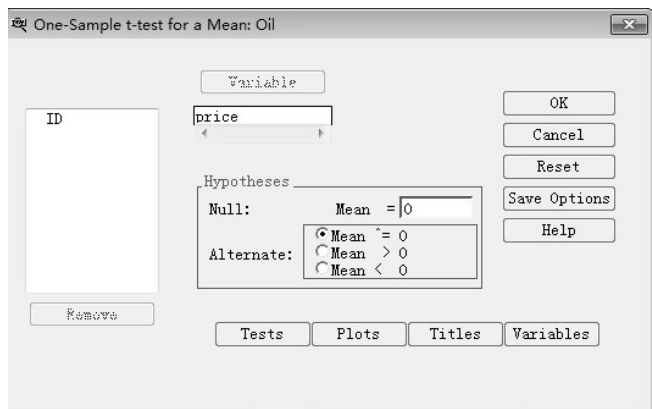 One-Sample t-test for a Mean: Oil
Variable
ID
price
OK
Cancel
Reset
Save Options
Help
Hypotheses
Null: Mean = 0
Alternate:
Mean ^= 0
Mean > 0
Mean < 0
Remove
Tests Plots Titles Variables